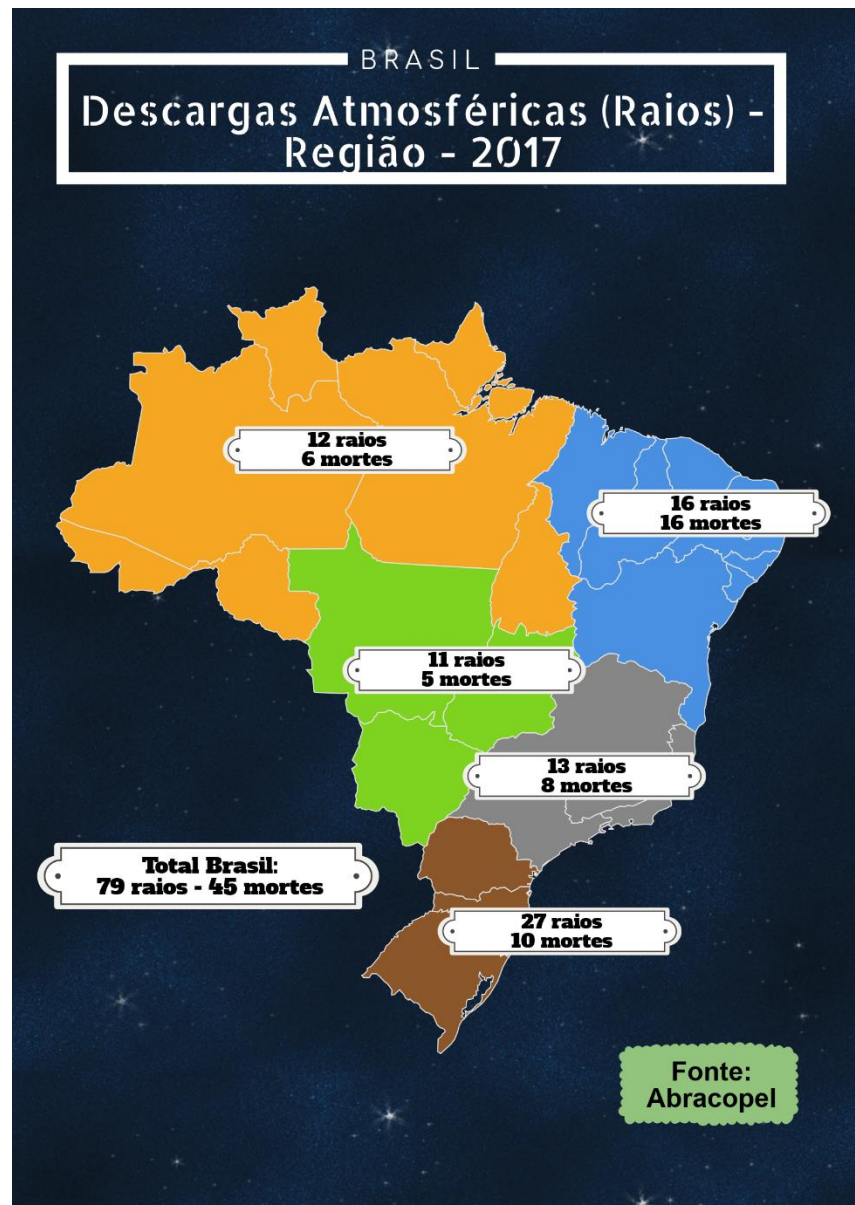 BRASIL
Descargas Atmosféricas (Raios) -
Região - 2017
12 raios
6 mortes
16 raios
16 mortes
11 raios
5 mortes
13 raios
8 mortes
Total Brasil:
79 raios - 45 mortes
27 raios
10 mortes
Fonte:
Abracopel